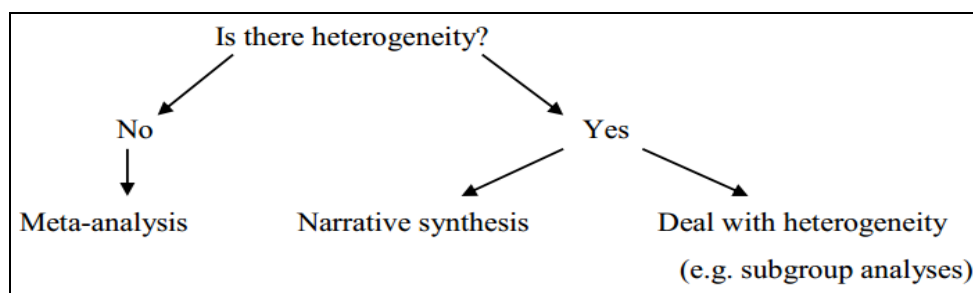 Is there heterogeneity?
No
Yes
Meta-analysis
Narrative synthesis
Deal with heterogeneity
(e.g. subgroup analyses)